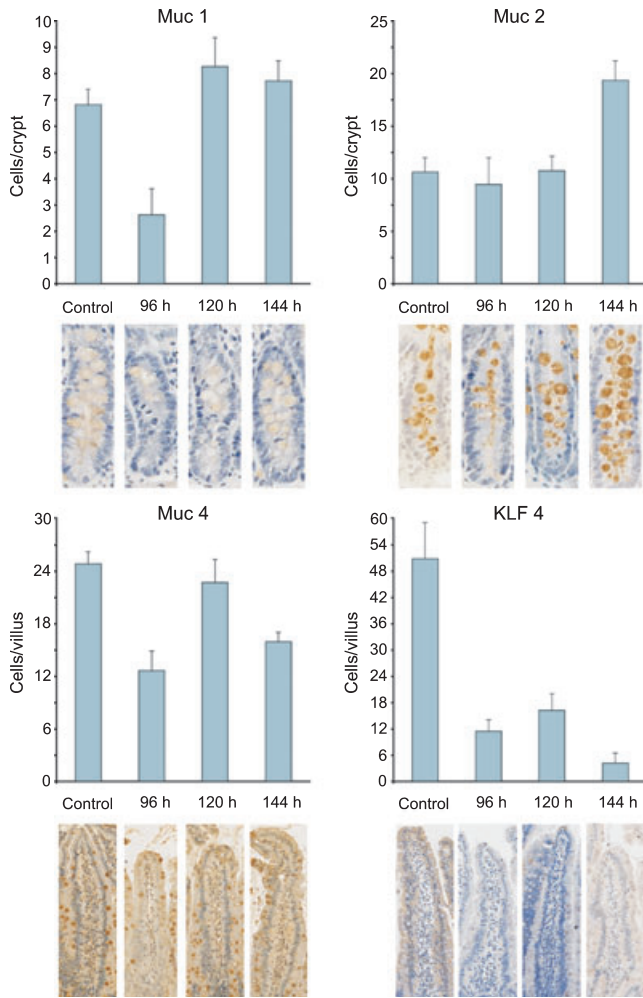 Muc 1
Cells/crypt
10
9
8
7
6
5
4
3
2
1
0
Control 96 h 120 h 144 h
Muc 2
Cells/crypt
25
20
15
10
5
0
Control 96 h 120 h 144 h
Muc 4
Cells/villus
30
24
18
12
6
0
Control 96 h 120 h 144 h
KLF 4
Cells/villus
60
54
48
42
36
30
24
18
12
6
0
Control 96 h 120 h 144 h